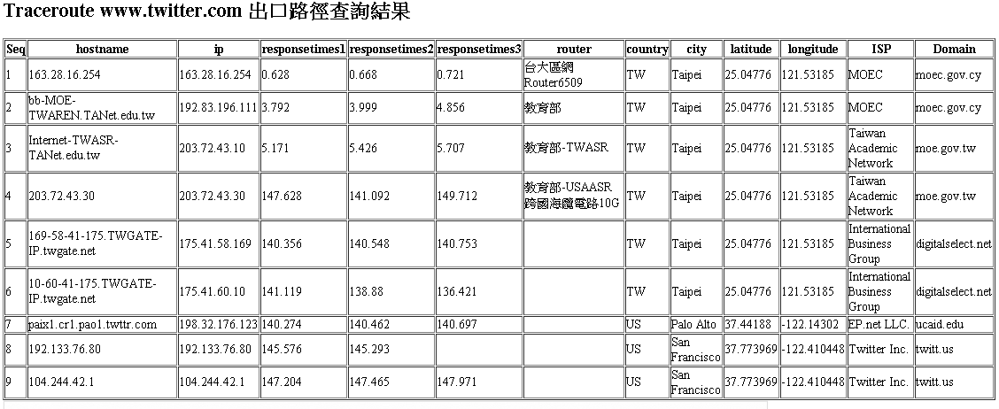 Traceroute www.twitter.com 出口路徑查詢結果
Seq hostname ip responsetimes1 responsetimes2 responsetimes3 router country city latitude longitude ISP Domain
1 163.28.16.254 163.28.16.254 0.628 0.668 0.721 台大區網 Router6509 TW Taipei 25.04776 121.53185 MOEC moec.gov.cy
2 bb-MOE-TWAREN.TANet.edu.tw 192.83.196.111 3.792 3.999 4.856 教育部 TW Taipei 25.04776 121.53185 MOEC moec.gov.cy
3 Internet-TWASR-TANet.edu.tw 203.72.43.10 5.171 5.426 5.707 教育部-TWASR TW Taipei 25.04776 121.53185 Taiwan Academic Network moe.gov.tw
4 203.72.43.30 203.72.43.30 147.628 141.092 149.712 教育部-USAASR 跨國海纜電路10G TW Taipei 25.04776 121.53185 Taiwan Academic Network moe.gov.tw
5 169-58-41-175.TWGATE-IP.twgate.net 175.41.58.169 140.356 140.548 140.753 TW Taipei 25.04776 121.53185 International Business Group digitalselect.net
6 10-60-41-175.TWGATE-IP.twgate.net 175.41.60.10 141.119 138.88 136.421 TW Taipei 25.04776 121.53185 International Business Group digitalselect.net
7 paix1.cr1.pao1.twttr.com 198.32.176.123 140.274 140.462 140.697 US Palo Alto 37.44188 -122.14302 EP.net LLC. ucaid.edu
8 192.133.76.80 192.133.76.80 145.576 145.293 US San Francisco 37.773969 -122.410448 Twitter Inc. twitt.us
9 104.244.42.1 104.244.42.1 147.204 147.465 147.971 US San Francisco 37.773969 -122.410448 Twitter Inc. twitt.us